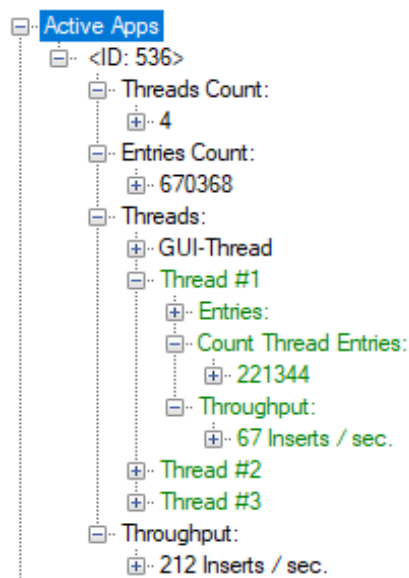 Active Apps
<ID: 536>
Threads Count:
4
Entries Count:
670368
Threads:
GUI-Thread
Thread #1
Entries:
Count Thread Entries:
221344
Throughput:
67 Inserts / sec.
Thread #2
Thread #3
Throughput:
212 Inserts / sec.